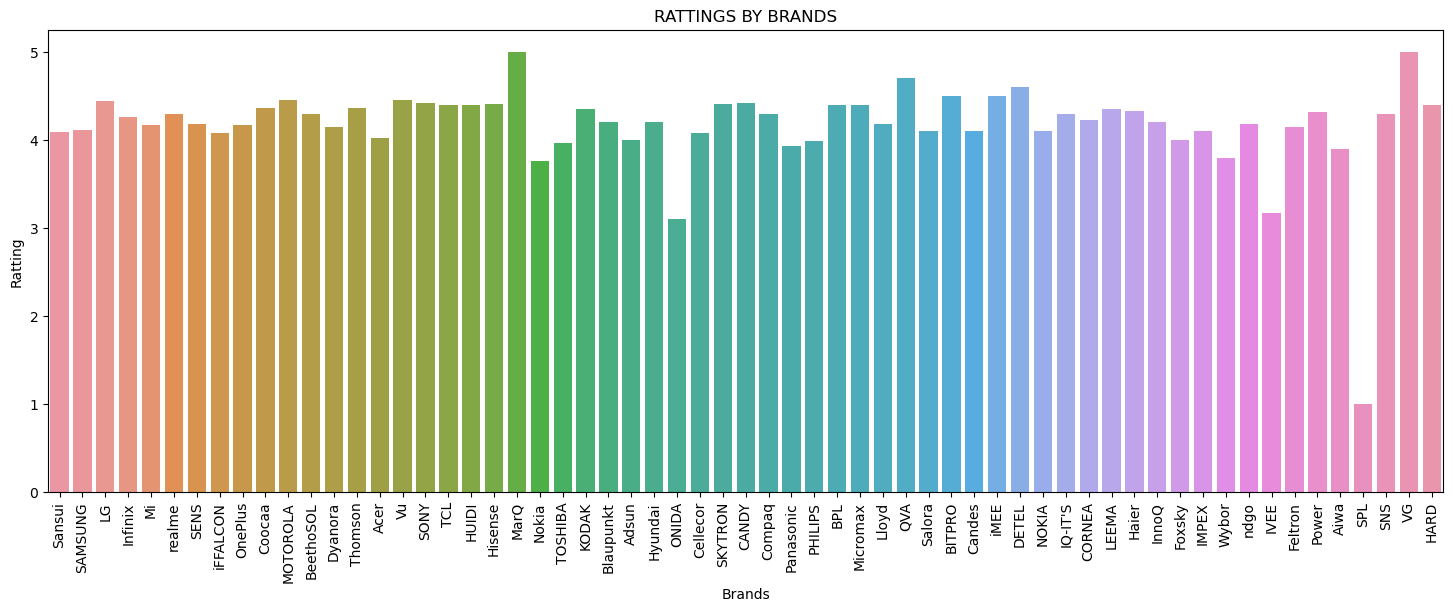 RATTINGS BY BRANDS
Ratting
5
4
3
2
1
0
Sansui
SAMSUNG
LG
Infinix
Mi
realme
SENS
iFFALCON
OnePlus
Coocaa
MOTOROLA
BeethoSOL
Dyanora
Thomson
Acer
Vu
SONY
TCL
HUIDI
Hisense
MarQ
Nokia
TOSHIBA
KODAK
Blaupunkt
Adsun
Hyundai
ONIDA
Cellecor
SKYTRON
CANDY
Compaq
Panasonic
PHILIPS
BPL
Micromax
Lloyd
QVA
Salora
BITPRO
Candes
iMEE
DETEL
NOKIA
IQ-IT'S
CORNEA
LEEMA
Haier
InnoQ
Foxsky
IMPEX
Wybor
ndgo
IVEE
Feltron
Power
Aiwa
SPL
SNS
VG
HARD
Brands